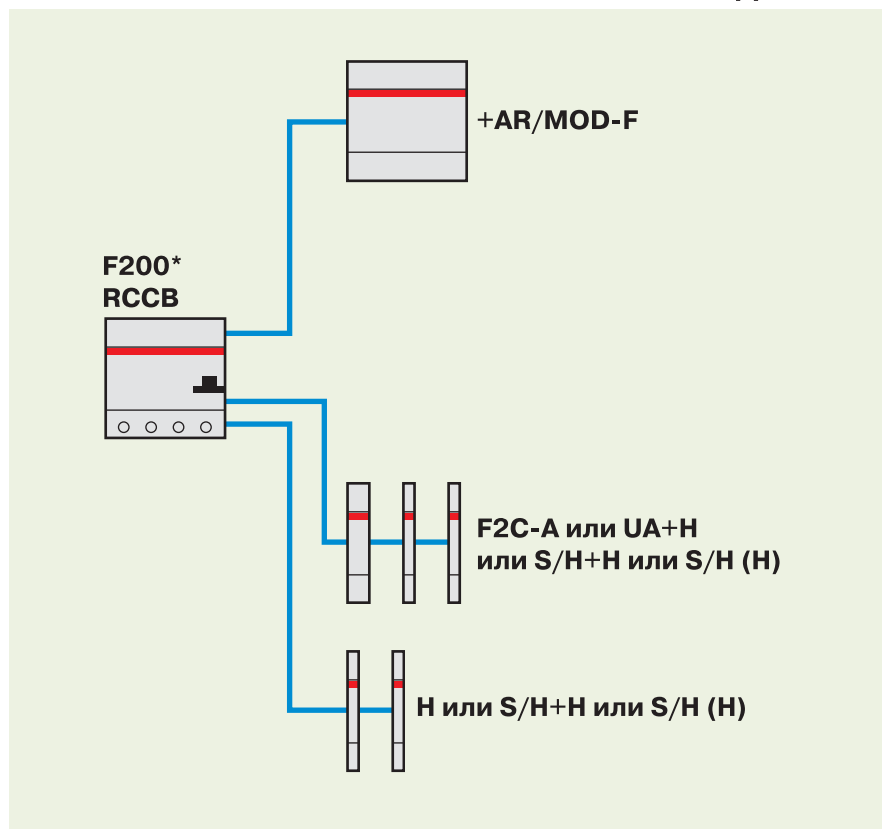 +AR/MOD-F
F200*
RCCB
F2C-A или UA+H
или S/H+H или S/H (H)
H или S/H+H или S/H (H)